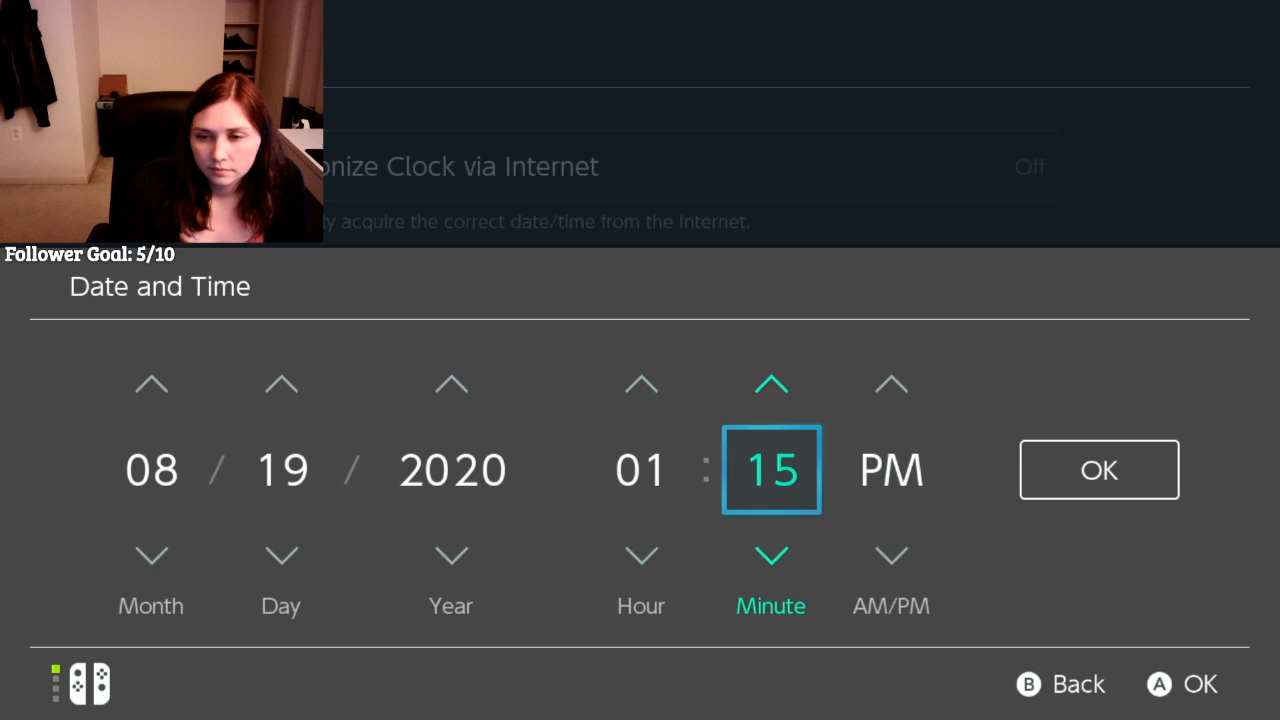 onize Clock via Internet Off
ly acquire the correct date/time from the Internet.
Follower Goal: 5/10
Date and Time
08 / 19 / 2020 01 : 15 PM OK
Month Day Year Hour Minute AM/PM
B Back A OK